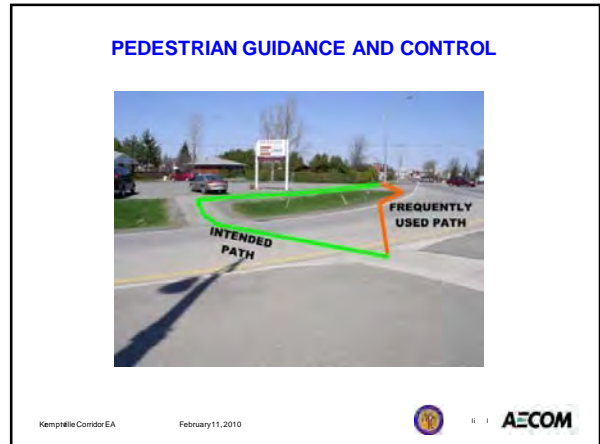 PEDESTRIAN GUIDANCE AND CONTROL
FREQUENTLY
USED PATH
INTENDED
PATH
Kemptville Corridor EA
February 11, 2010
AECOM